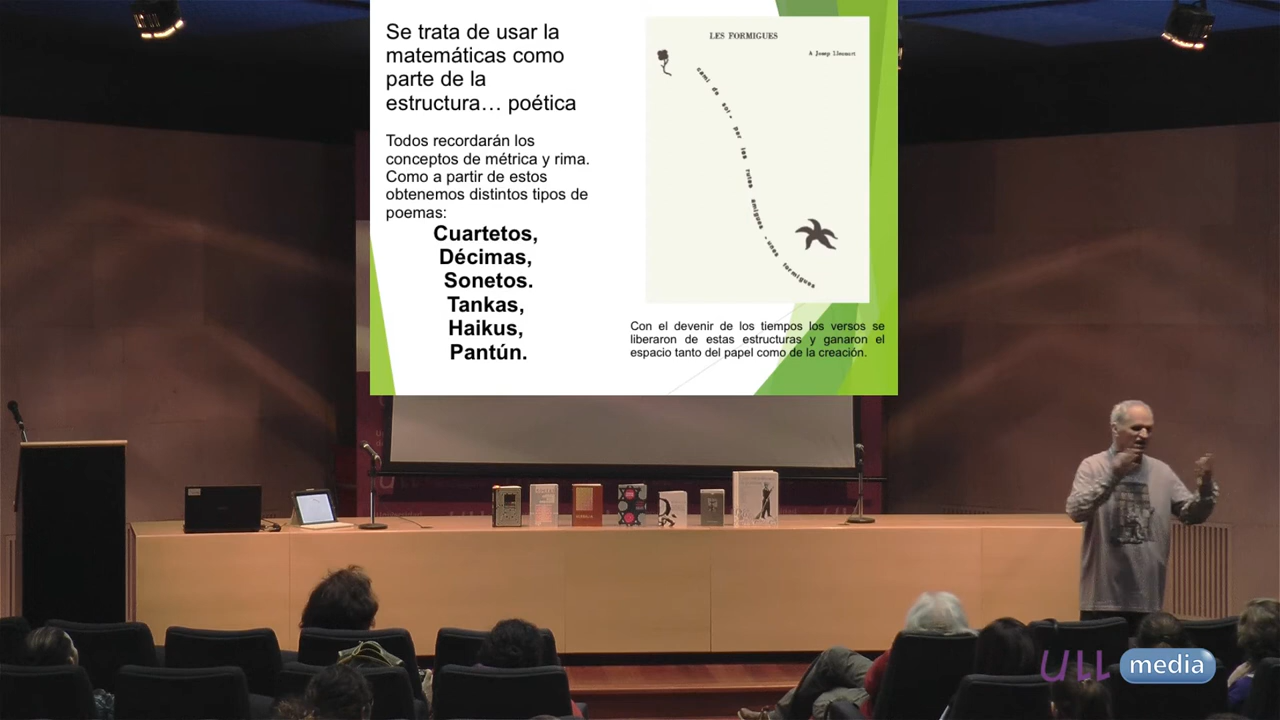 Se trata de usar la
matemáticas como
parte de la
estructura… poética
Todos recordarán los
conceptos de métrica y rima.
Como a partir de estos
obtenemos distintos tipos de
poemas:
Cuartetos,
Décimas,
Sonetos.
Tankas,
Haikus,
Pantún.
LES FORMIGUES
A Josep Lleonart
camí de sol - per les rutes amigues - unes formigues
Con el devenir de los tiempos los versos se
liberaron de estas estructuras y ganaron el
espacio tanto del papel como de la creación.
ULL media